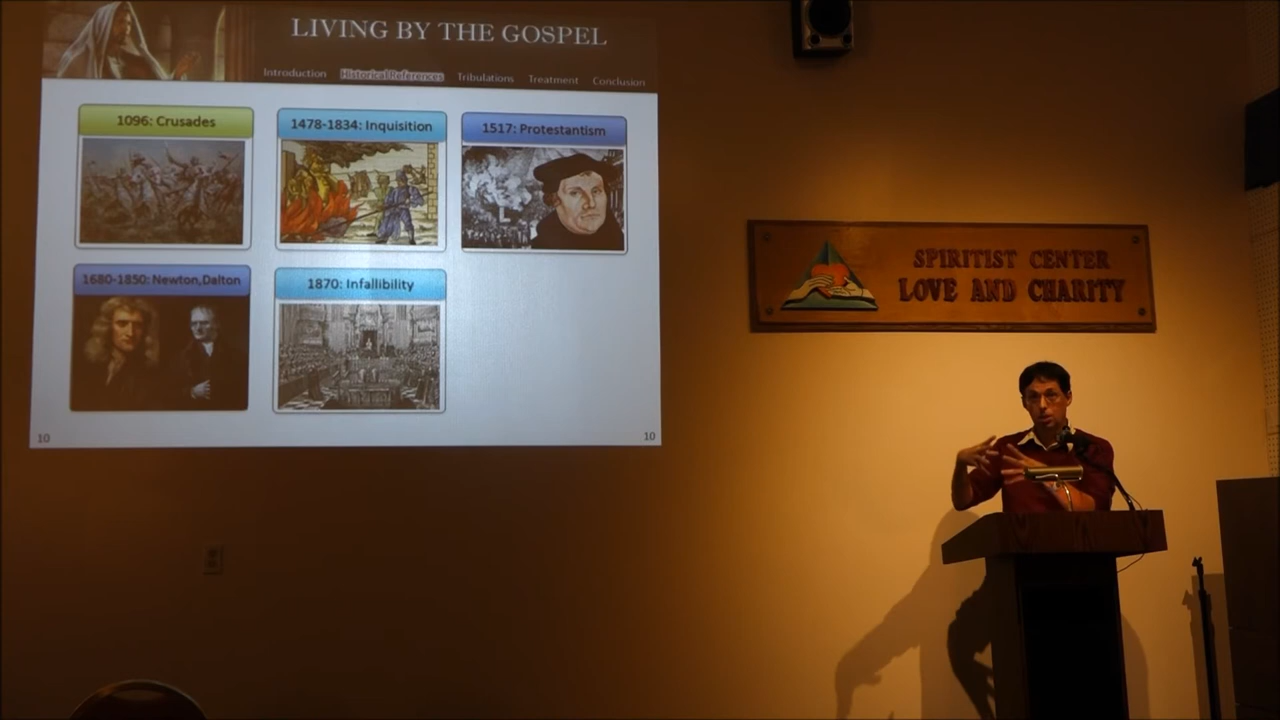 LIVING BY THE GOSPEL
Introduction Historical References Tribulations Treatment Conclusion
1096: Crusades
1478-1834: Inquisition
1517: Protestantism
1680-1850: Newton,Dalton
1870: Infallibility
10
10
SPIRITIST CENTER
LOVE AND CHARITY